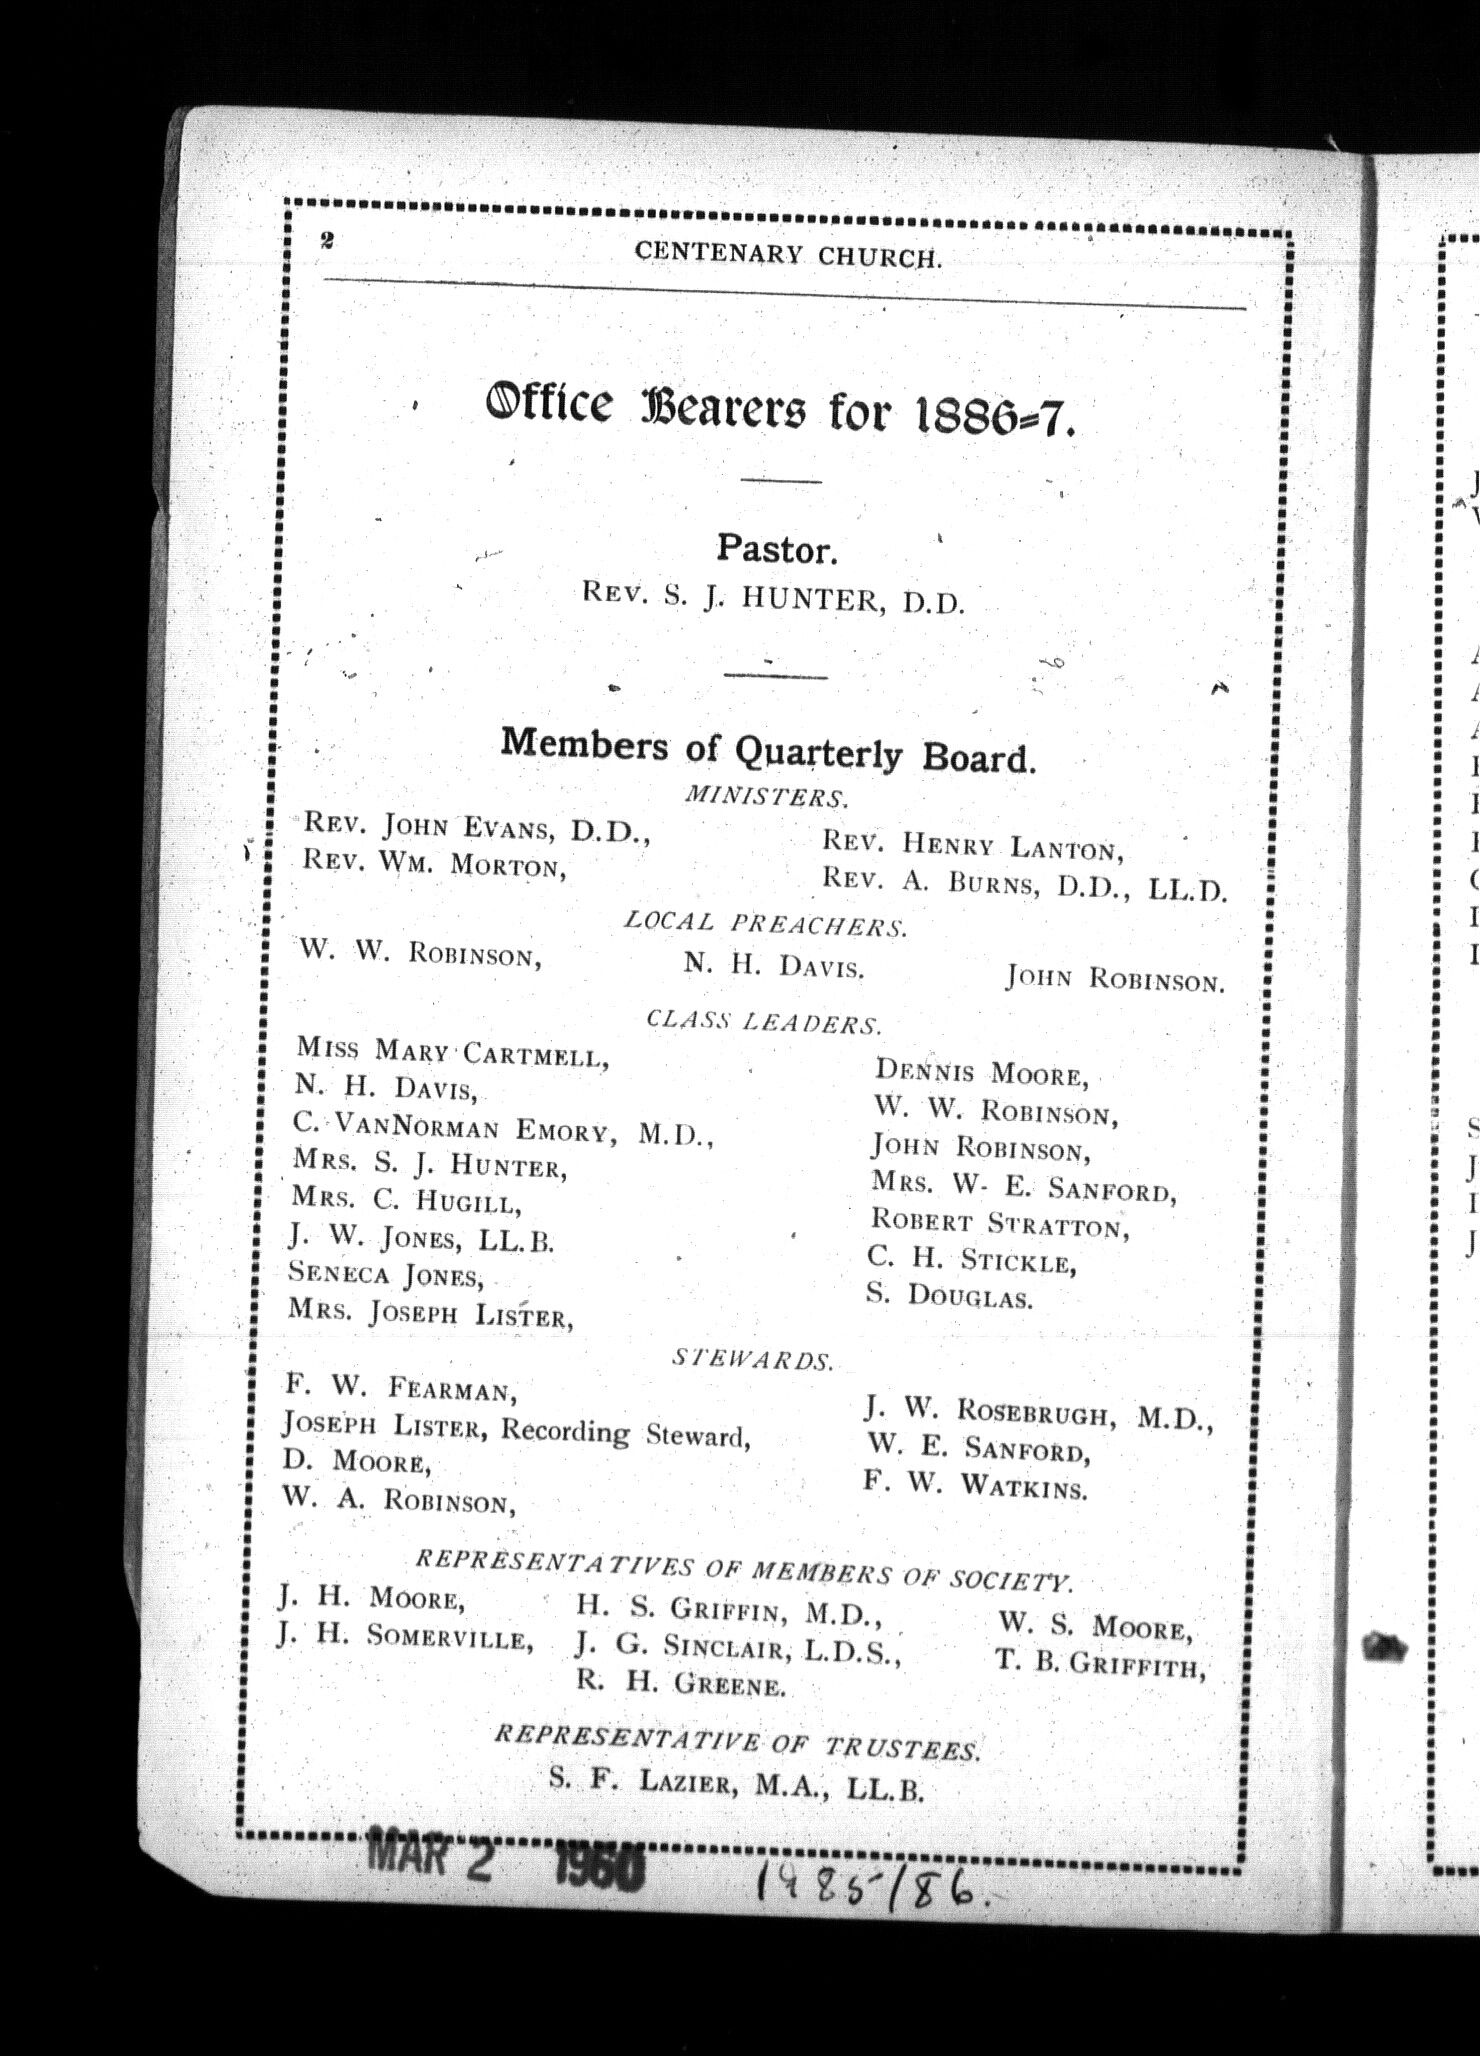 2
CENTENARY CHURCH.
Office Bearers for 1886-7.
Pastor.
REV. S. J. HUNTER, D.D.
Members of Quarterly Board.
MINISTERS.
REV. JOHN EVANS, D.D., REV. HENRY LANTON,
REV. WM. MORTON, REV. A. BURNS, D.D., LL.D.
LOCAL PREACHERS.
W. W. ROBINSON, N. H. DAVIS. JOHN ROBINSON.
CLASS LEADERS.
MISS MARY CARTMELL,
N. H. DAVIS,
C. VANNORMAN EMORY, M.D.,
MRS. S. J. HUNTER,
MRS. C. HUGILL,
J. W. JONES, LL.B.
SENECA JONES,
MRS. JOSEPH LISTER,
DENNIS MOORE,
W. W. ROBINSON,
JOHN ROBINSON,
MRS. W- E. SANFORD,
ROBERT STRATTON,
C. H. STICKLE,
S. DOUGLAS.
STEWARDS.
F. W. FEARMAN,
JOSEPH LISTER, Recording Steward,
D. MOORE,
W. A. ROBINSON,
J. W. ROSEBRUGH, M.D.,
W. E. SANFORD,
F. W. WATKINS.
REPRESENTATIVES OF MEMBERS OF SOCIETY.
J. H. MOORE, H. S. GRIFFIN, M.D., W. S. MOORE,
J. H. SOMERVILLE, J. G. SINCLAIR, L.D.S., T. B. GRIFFITH,
R. H. GREENE.
REPRESENTATIVE OF TRUSTEES.
S. F. LAZIER, M.A., LL.B.
MAR 2 1960
1985/86.